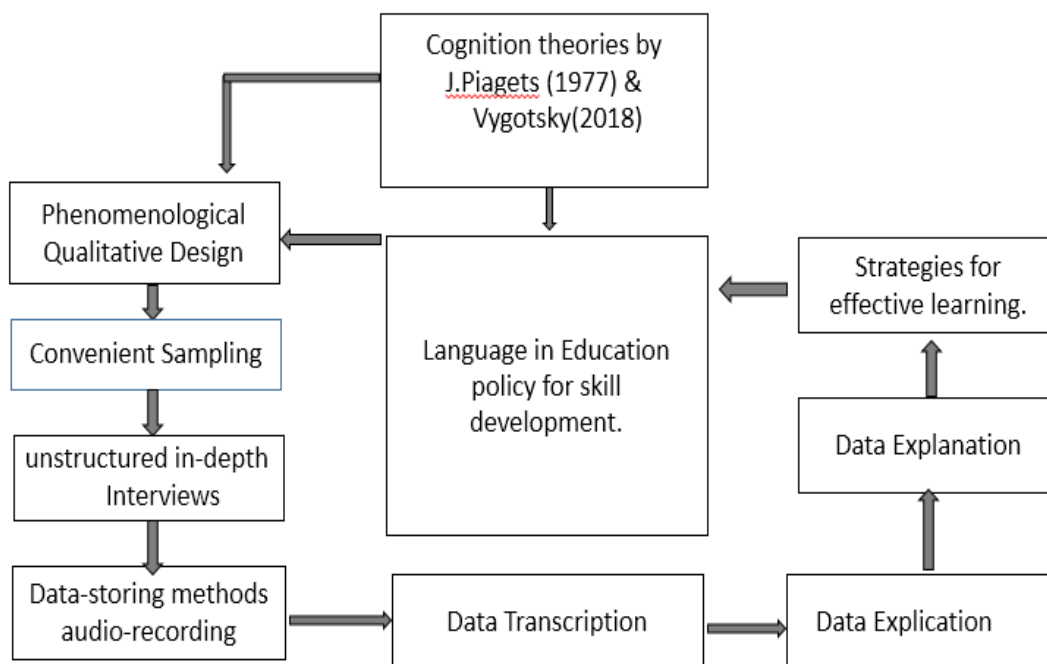 Cognition theories by
J.Piagets (1977) &
Vygotsky(2018)
Phenomenological
Qualitative Design
Convenient Sampling
unstructured in-depth
Interviews
Data-storing methods
audio-recording
Language in Education
policy for skill
development.
Data Transcription
Data Explication
Data Explanation
Strategies for
effective learning.